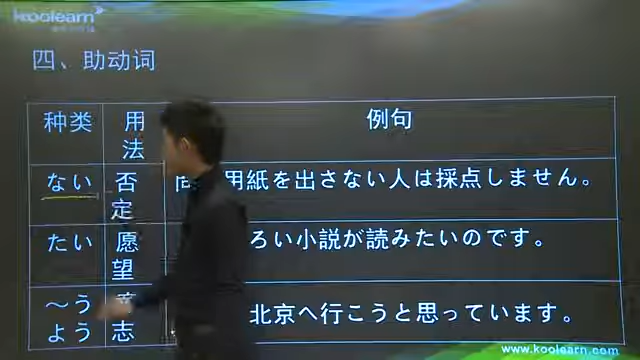 koolearn
四、助动词
种类 用法 例句
ない 否定 用紙を出さない人は採点しません。
たい 愿望 ろい小説が読みたいのです。
～うよう 志 北京へ行こうと思っています。
www.koolearn.com